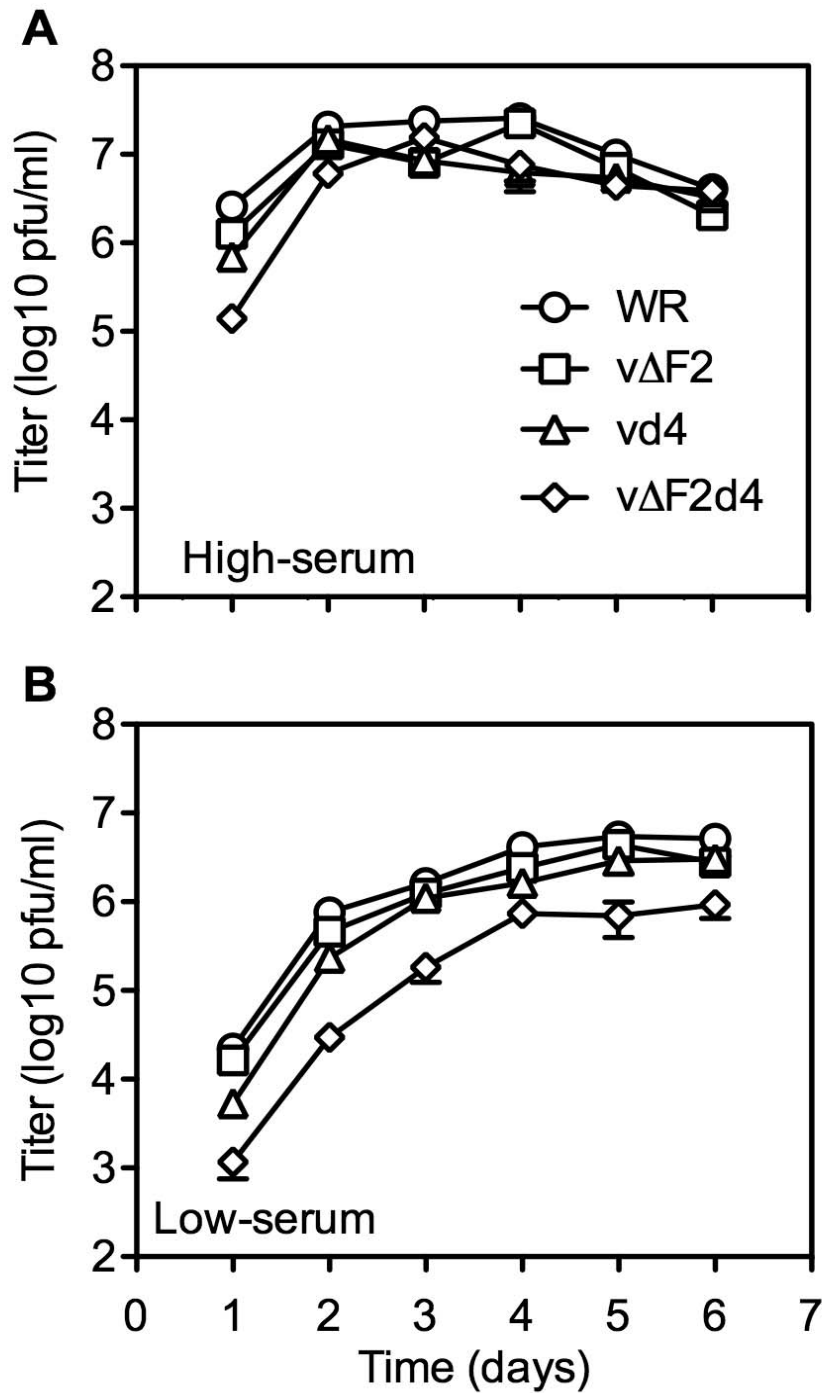 A
8
7
6
5
4
3
2
Titer (log10 pfu/ml)
WR
v∆F2
vd4
v∆F2d4
High-serum
B
8
7
6
5
4
3
2
Titer (log10 pfu/ml)
Low-serum
0 1 2 3 4 5 6 7
Time (days)